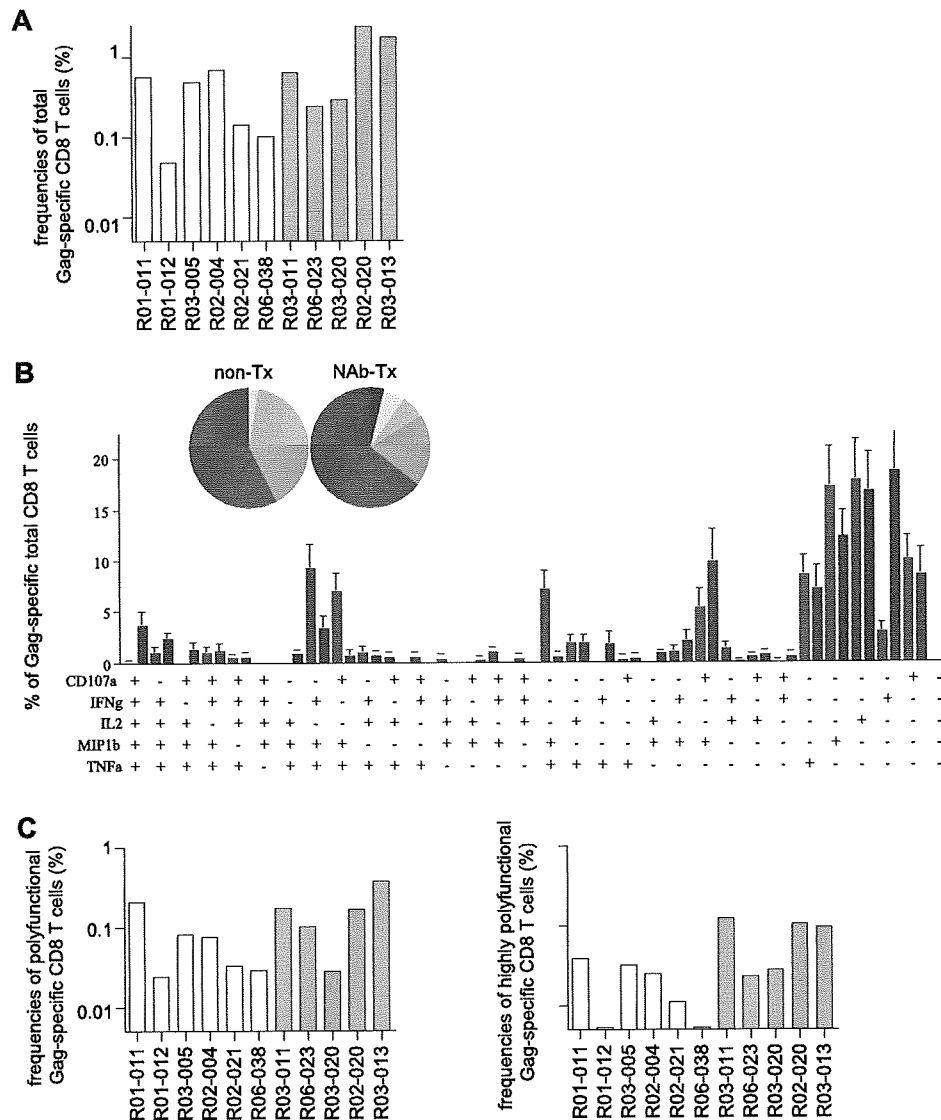 A
frequencies of total
Gag-specific CD8 T cells (%)
1
0.1
0.01
R01-011
R01-012
R03-005
R02-004
R02-021
R06-038
R03-011
R06-023
R03-020
R02-020
R03-013
B
non-Tx NAb-Tx
% of Gag-specific total CD8 T cells
20
15
10
5
0
CD107a + - + + + + - - + - + + - + + + - - - + - - + - + + - - - - + -
IFNg + + - + + + - + - + - + + - + + - - + - - + - + - + - - - + - -
IL2 + + + - + + + - - + + - + + - + - + - - + - - + + - - - + - - -
MIP1b + + + + - + + + + - - - + + + - + - - - + + + - - - - + - - - -
TNFa + + + + + - + + + + + + - - - - + + + + - - - - - - + - - - - -
C
frequencies of polyfunctional
Gag-specific CD8 T cells (%)
1
0.1
0.01
R01-011
R01-012
R03-005
R02-004
R02-021
R06-038
R03-011
R06-023
R03-020
R02-020
R03-013
frequencies of highly polyfunctional
Gag-specific CD8 T cells (%)
R01-011
R01-012
R03-005
R02-004
R02-021
R06-038
R03-011
R06-023
R03-020
R02-020
R03-013